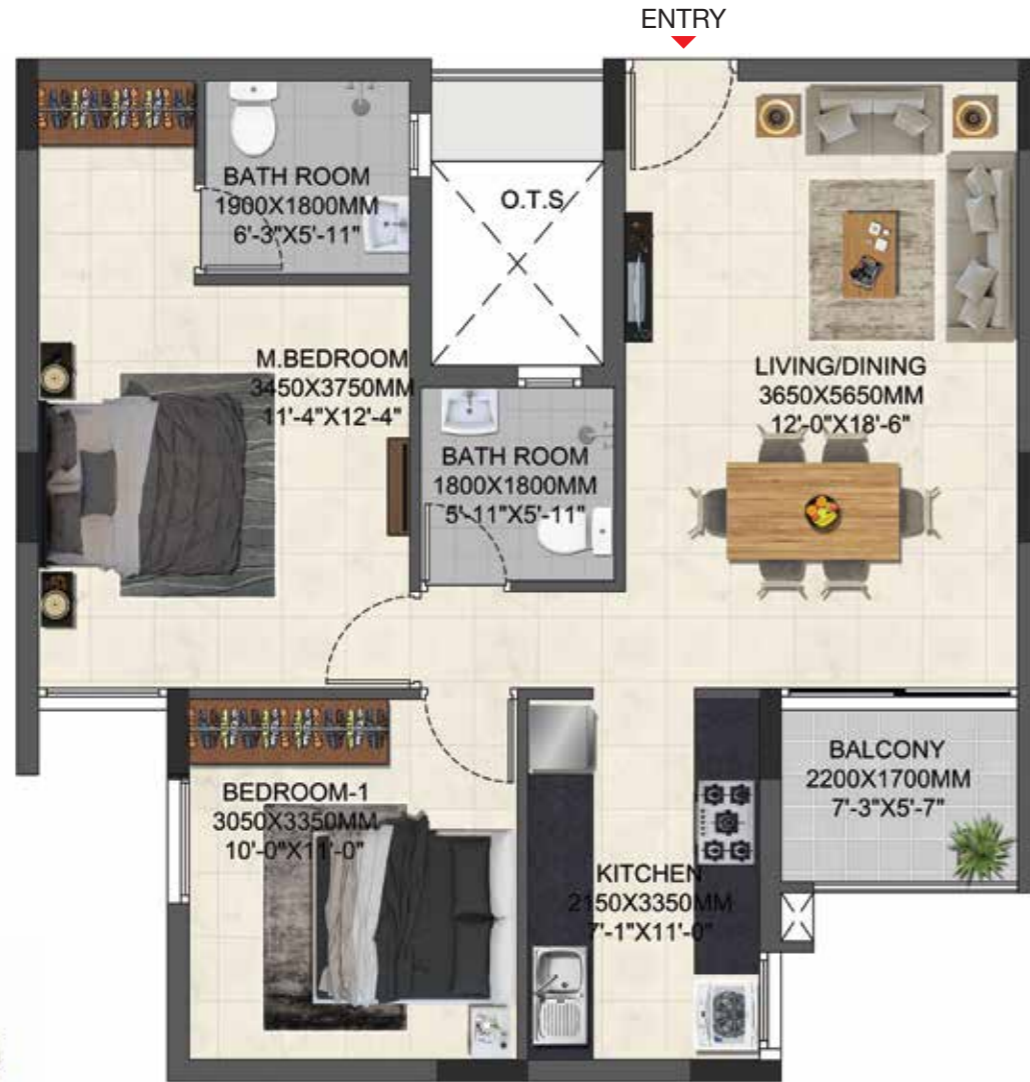 ENTRY
BATH ROOM
1900X1800MM
6'-3"X5'-11"
O.T.S
M.BEDROOM
3450X3750MM
11'-4"X12'-4"
LIVING/DINING
3650X5650MM
12'-0"X18'-6"
BATH ROOM
1800X1800MM
5'-11"X5'-11"
BEDROOM-1
3050X3350MM
10'-0"X11'-0"
BALCONY
2200X1700MM
7'-3"X5'-7"
KITCHEN
2150X3350MM
7'-1"X11'-0"